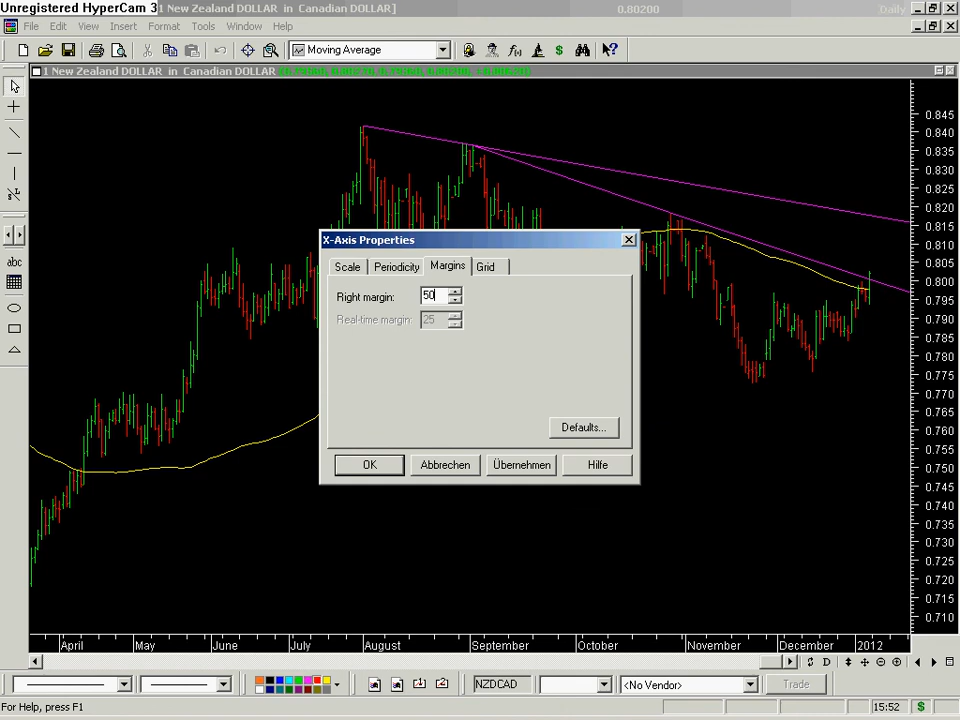 Unregistered HyperCam 3
1 New Zealand DOLLAR in Canadian DOLLAR]
0.80200
Daily
File Edit View Insert Format Tools Window Help
Moving Average
1 New Zealand DOLLAR in Canadian DOLLAR
0.845
0.840
0.835
0.830
0.825
0.820
0.815
0.810
0.805
0.800
0.795
0.790
0.785
0.780
0.775
0.770
0.765
0.760
0.755
0.750
0.745
0.740
0.735
0.730
0.725
0.720
0.715
0.710
abc
X-Axis Properties
Scale Periodicity Margins Grid
Right margin: 50
Real-time margin: 25
Defaults...
OK Abbrechen Übernehmen Hilfe
April May June July August September October November December 2012
D
NZDCAD
<No Vendor>
Trade
For Help, press F1
15:52